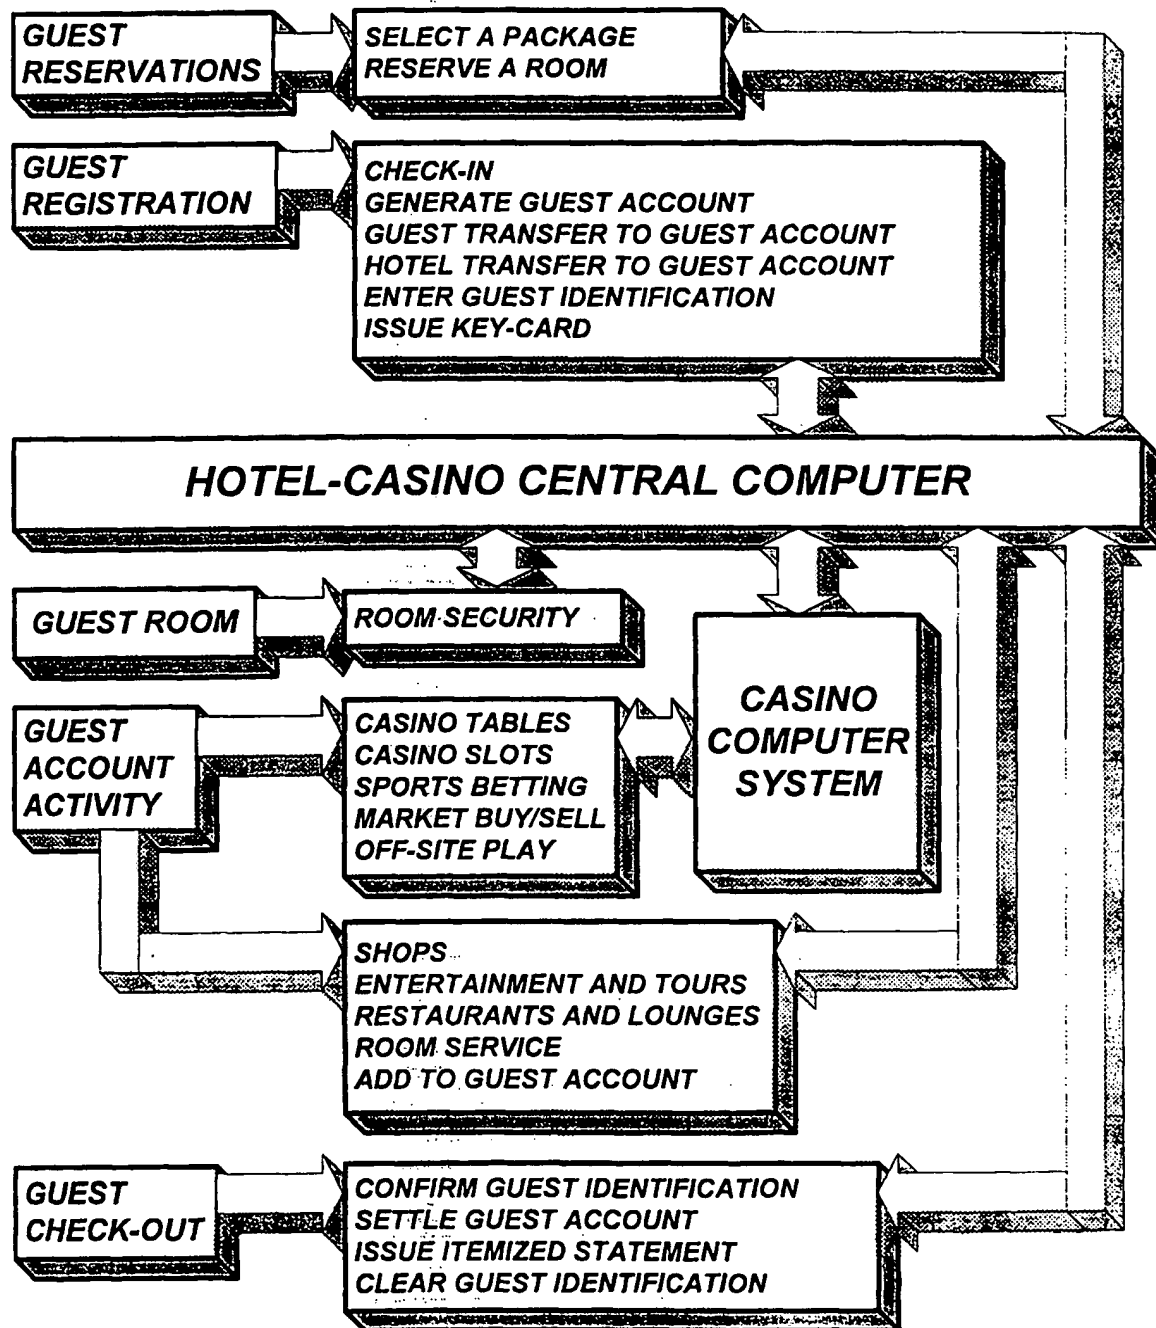 GUEST
RESERVATIONS
SELECT A PACKAGE
RESERVE A ROOM
GUEST
REGISTRATION
CHECK-IN
GENERATE GUEST ACCOUNT
GUEST TRANSFER TO GUEST ACCOUNT
HOTEL TRANSFER TO GUEST ACCOUNT
ENTER GUEST IDENTIFICATION
ISSUE KEY-CARD
HOTEL-CASINO CENTRAL COMPUTER
GUEST ROOM
ROOM SECURITY
GUEST
ACCOUNT
ACTIVITY
CASINO TABLES
CASINO SLOTS
SPORTS BETTING
MARKET BUY/SELL
OFF-SITE PLAY
CASINO
COMPUTER
SYSTEM
SHOPS
ENTERTAINMENT AND TOURS
RESTAURANTS AND LOUNGES
ROOM SERVICE
ADD TO GUEST ACCOUNT
GUEST
CHECK-OUT
CONFIRM GUEST IDENTIFICATION
SETTLE GUEST ACCOUNT
ISSUE ITEMIZED STATEMENT
CLEAR GUEST IDENTIFICATION